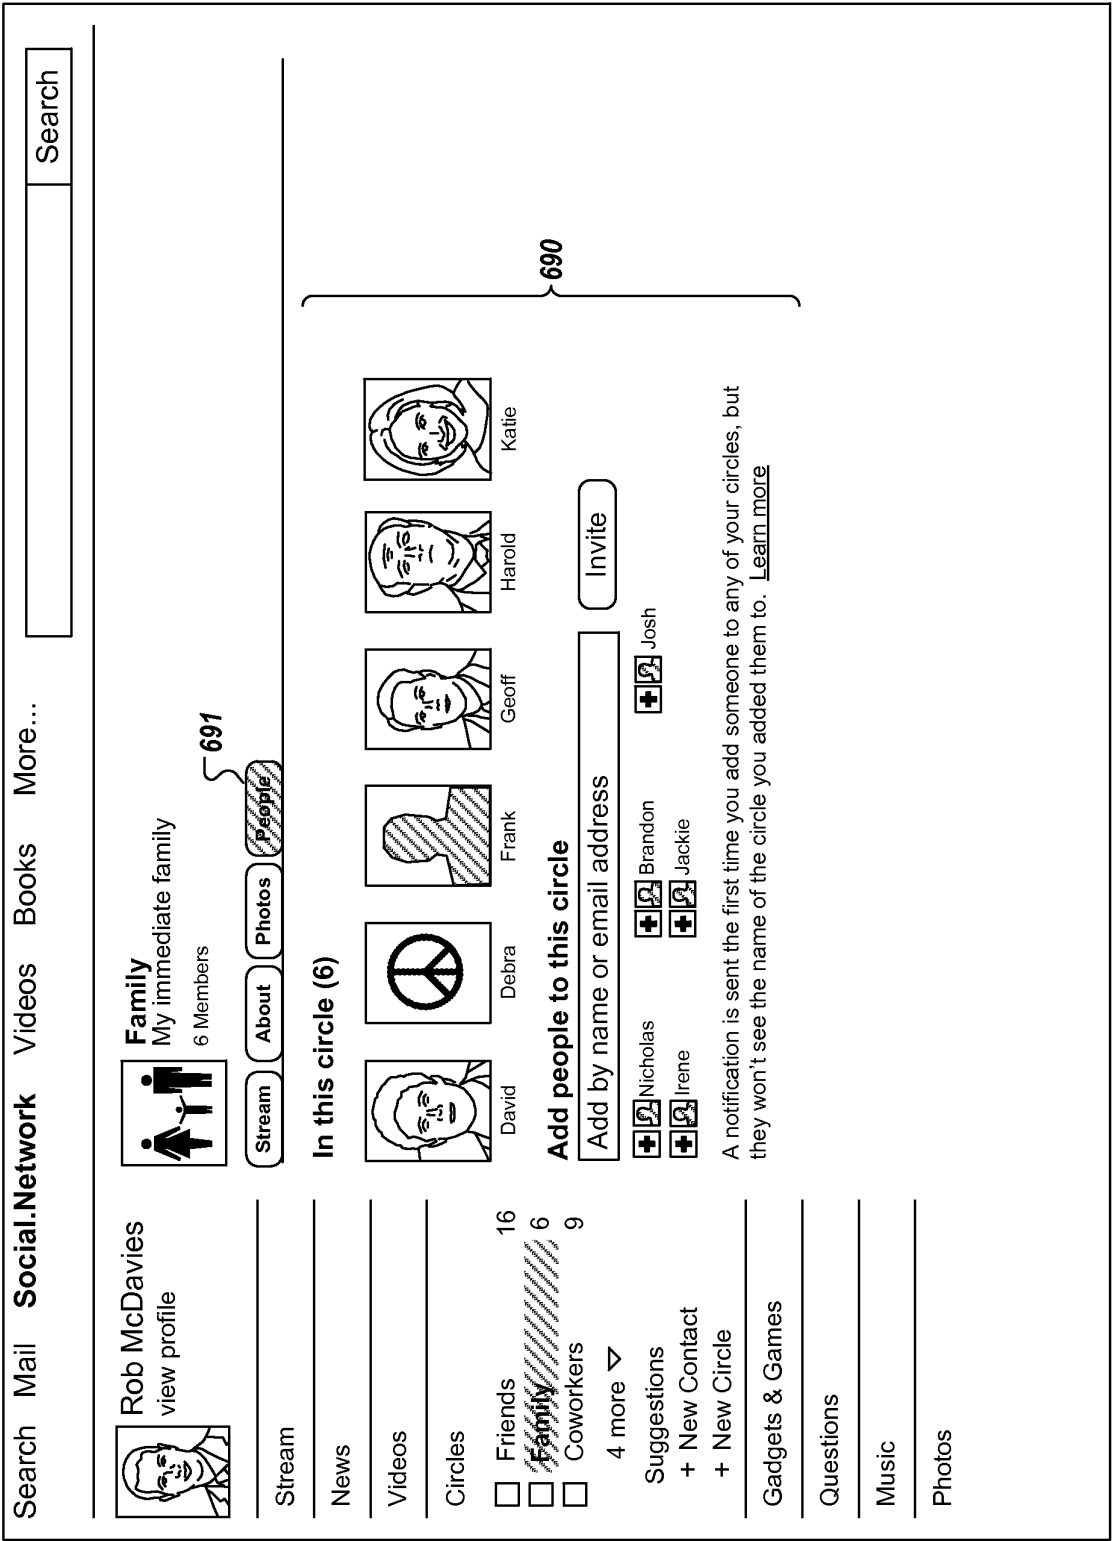 Search Mail Social.Network Videos Books More...
Search
Rob McDavies
view profile
Stream
News
Videos
Circles
Friends 16
Family 6
Coworkers 9
4 more
Suggestions
+ New Contact
+ New Circle
Gadgets & Games
Questions
Music
Photos
Family
My immediate family
6 Members
691
Stream About Photos People
In this circle (6)
David Debra Frank Geoff Harold Katie
690
Add people to this circle
Add by name or email address Invite
Nicholas Brandon Josh
Irene Jackie
A notification is sent the first time you add someone to any of your circles, but
they won't see the name of the circle you added them to. Learn more